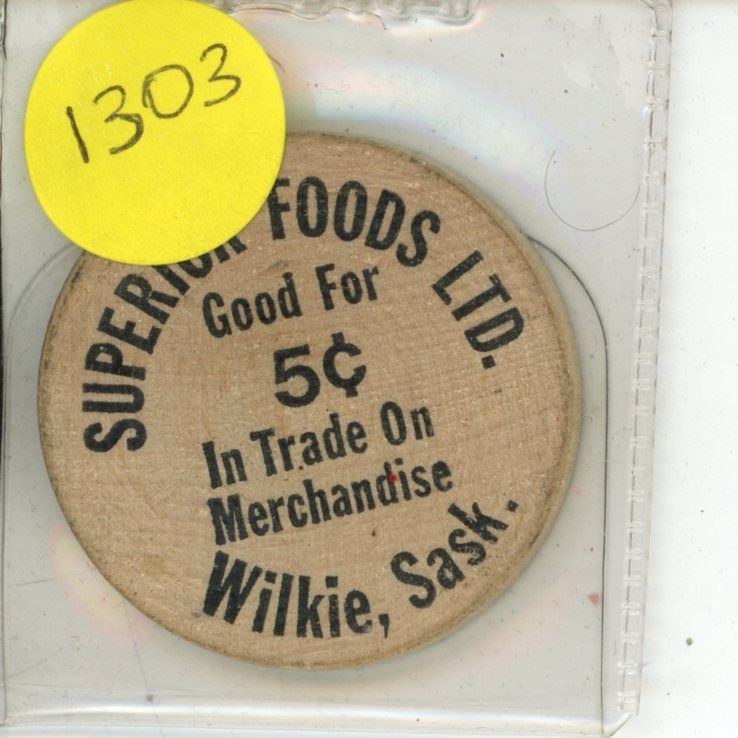 1303
SUPERIOR FOODS LTD.
Good For
5¢
In Trade On
Merchandise
Wilkie, Sask.